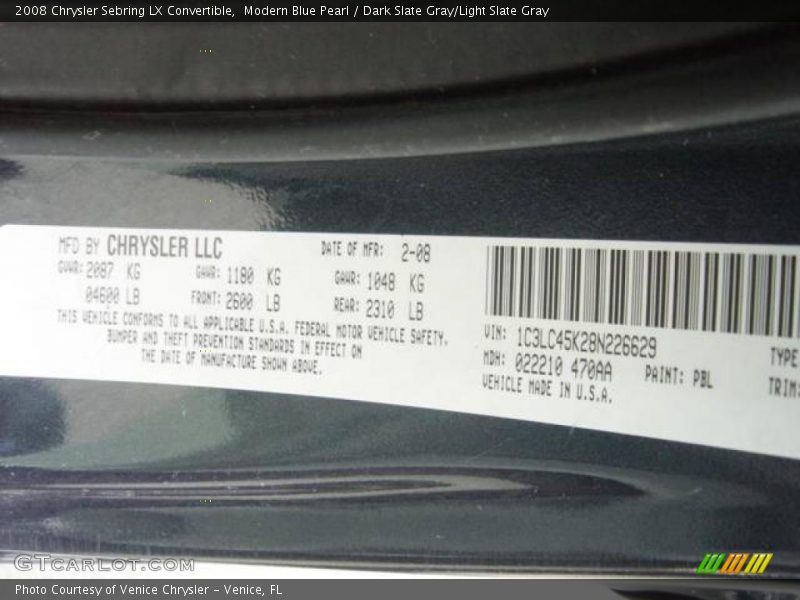 2008 Chrysler Sebring LX Convertible,  Modern Blue Pearl / Dark Slate Gray/Light Slate Gray
MFD BY CHRYSLER LLC DATE OF MFR: 2-08
GVWR: 2087 KG GAWR: 1180 KG GAWR: 1048 KG
04600 LB FRONT: 2600 LB REAR: 2310 LB
THIS VEHICLE CONFORMS TO ALL APPLICABLE U.S.A. FEDERAL MOTOR VEHICLE SAFETY,
BUMPER AND THEFT PREVENTION STANDARDS IN EFFECT ON
THE DATE OF MANUFACTURE SHOWN ABOVE.
VIN: 1C3LC45K28N226629 TYPE
MDH: 022210 470AA PAINT: PBL TRIM:
VEHICLE MADE IN U.S.A.
GTCARLOT.COM
Photo Courtesy of Venice Chrysler - Venice, FL